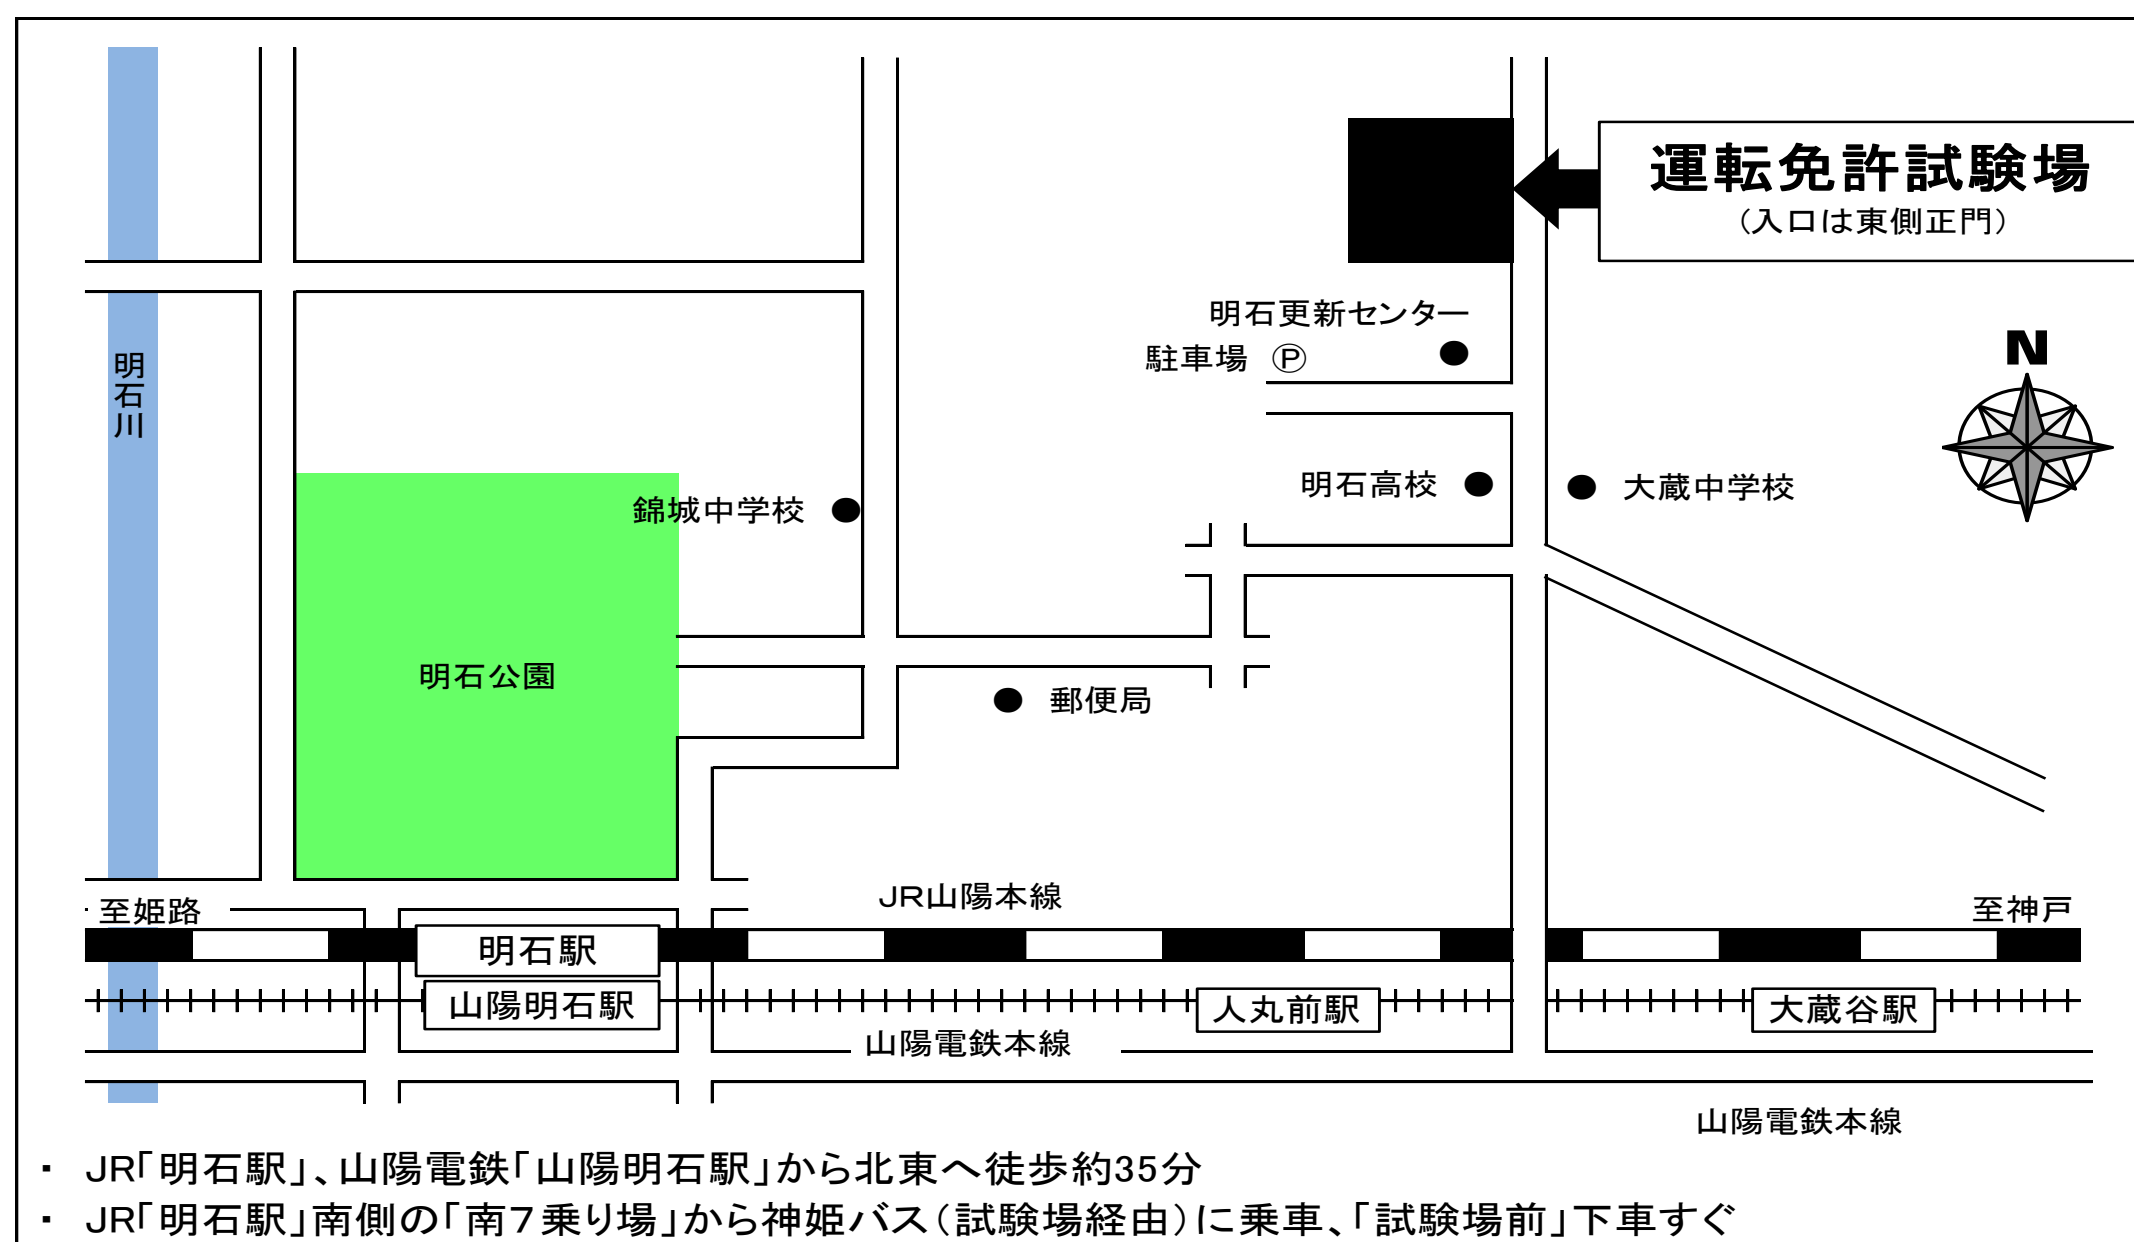 運転免許試験場
（入口は東側正門）
明石更新センター
駐車場 Ⓟ
N
明石川
明石高校
大蔵中学校
錦城中学校
明石公園
郵便局
JR山陽本線
至姫路
至神戸
明石駅
山陽明石駅
人丸前駅
大蔵谷駅
山陽電鉄本線
山陽電鉄本線
・ JR「明石駅」、山陽電鉄「山陽明石駅」から北東へ徒歩約35分
・ JR「明石駅」南側の「南７乗り場」から神姫バス（試験場経由）に乗車、「試験場前」下車すぐ